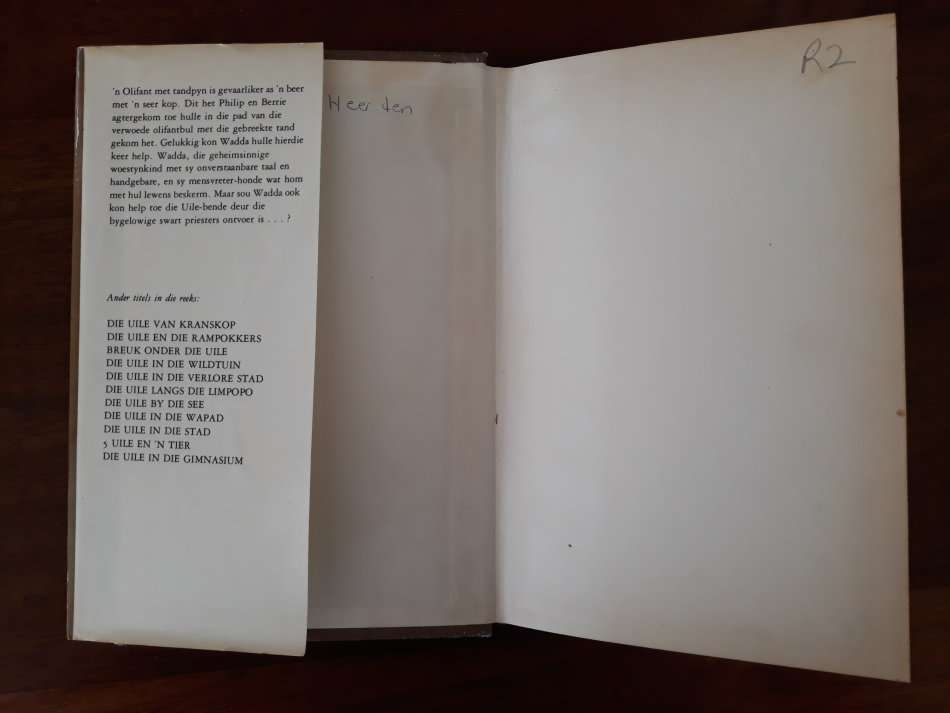 'n Olifant met tandpyn is gevaarliker as 'n beer
met 'n seer kop. Dit het Philip en Berrie
agtergekom toe hulle in die pad van die
verwoede olifantbul met die gebreekte tand
gekom het. Gelukkig kon Wadda hulle hierdie
keer help. Wadda, die geheimsinnige
woestynkind met sy onverstaanbare taal en
handgebare, en sy mensvreter-honde wat hom
met hul lewens beskerm. Maar sou Wadda ook
kon help toe die Uile-bende deur die
bygelowige swart priesters ontvoer is . . . ?
Ander titels in die reeks:
DIE UILE VAN KRANSKOP
DIE UILE EN DIE RAMPOKKERS
BREUK ONDER DIE UILE
DIE UILE IN DIE WILDTUIN
DIE UILE IN DIE VERLORE STAD
DIE UILE LANGS DIE LIMPOPO
DIE UILE BY DIE SEE
DIE UILE IN DIE WAPAD
DIE UILE IN DIE STAD
5 UILE EN 'N TIER
DIE UILE IN DIE GIMNASIUM
Heerden
R2